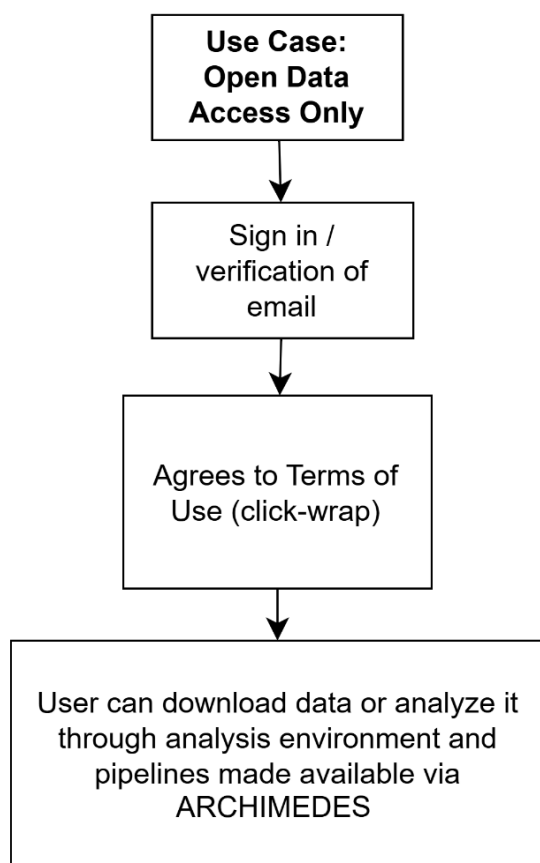 Use Case:
Open Data
Access Only
Sign in /
verification of
email
Agrees to Terms of
Use (click-wrap)
User can download data or analyze it
through analysis environment and
pipelines made available via
ARCHIMEDES